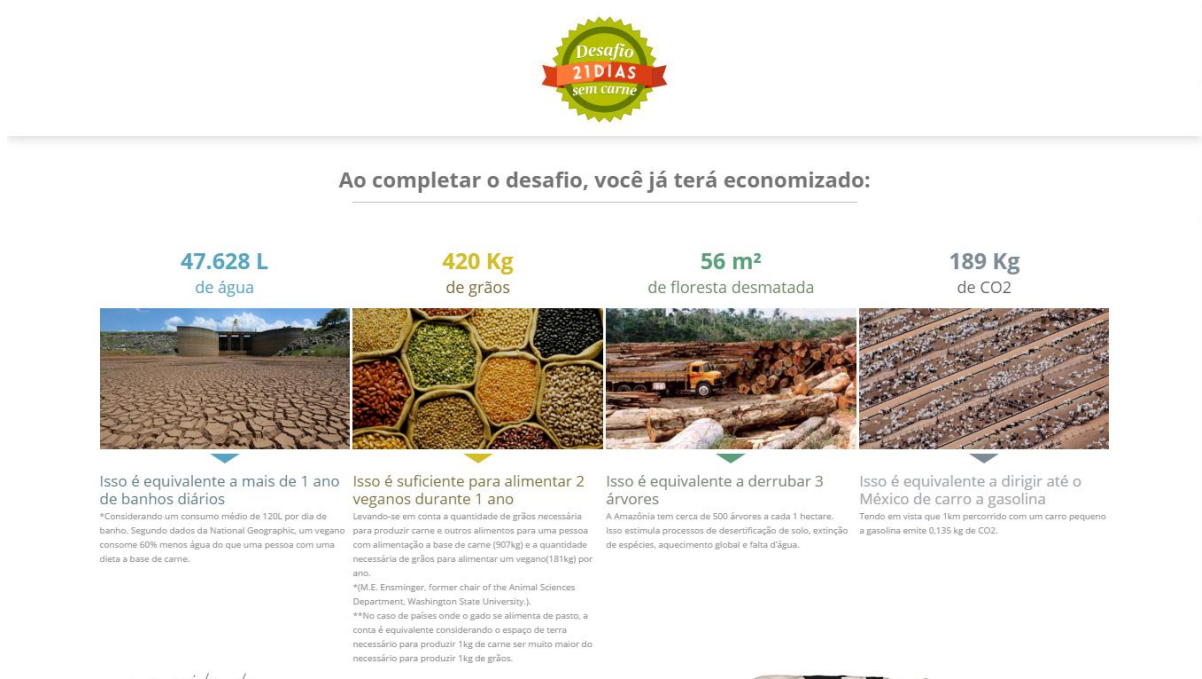 Desafio
21DIAS
sem carne
Ao completar o desafio, você já terá economizado:
47.628 L
de água
Isso é equivalente a mais de 1 ano
de banhos diários
*Considerando um consumo médio de 120L por dia de
banho. Segundo dados da National Geographic, um vegano
consome 60% menos água do que uma pessoa com uma
dieta a base de carne.
420 Kg
de grãos
Isso é suficiente para alimentar 2
veganos durante 1 ano
Levando-se em conta a quantidade de grãos necessária
para produzir carne e outros alimentos para uma pessoa
com alimentação a base de carne (907kg) e a quantidade
necessária de grãos para alimentar um vegano(181kg) por
ano.
*(M.E. Ensminger, former chair of the Animal Sciences
Department, Washington State University.).
**No caso de países onde o gado se alimenta de pasto, a
conta é equivalente considerando o espaço de terra
necessário para produzir 1kg de carne ser muito maior do
necessário para produzir 1kg de grãos.
56 m²
de floresta desmatada
Isso é equivalente a derrubar 3
árvores
A Amazônia tem cerca de 500 árvores a cada 1 hectare.
Isso estimula processos de desertificação de solo, extinção
de espécies, aquecimento global e falta d'água.
189 Kg
de CO2
Isso é equivalente a dirigir até o
México de carro a gasolina
Tendo em vista que 1km percorrido com um carro pequeno
a gasolina emite 0,135 kg de CO2.